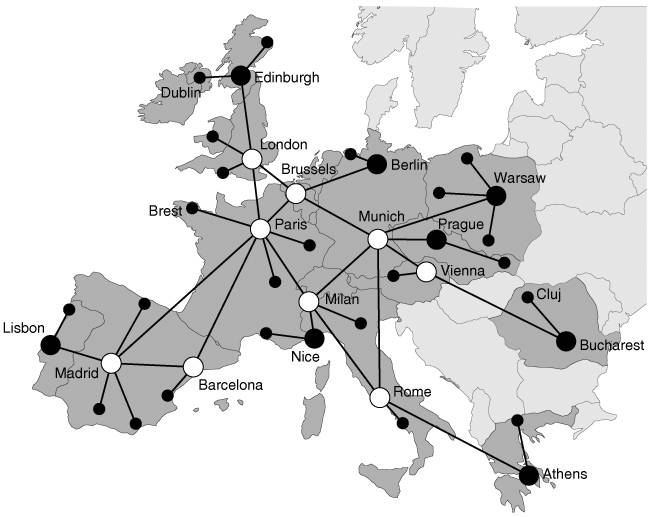 Edinburgh
Dublin
London
Brussels
Berlin
Warsaw
Brest
Paris
Munich
Prague
Vienna
Milan
Cluj
Lisbon
Nice
Bucharest
Madrid
Barcelona
Rome
Athens